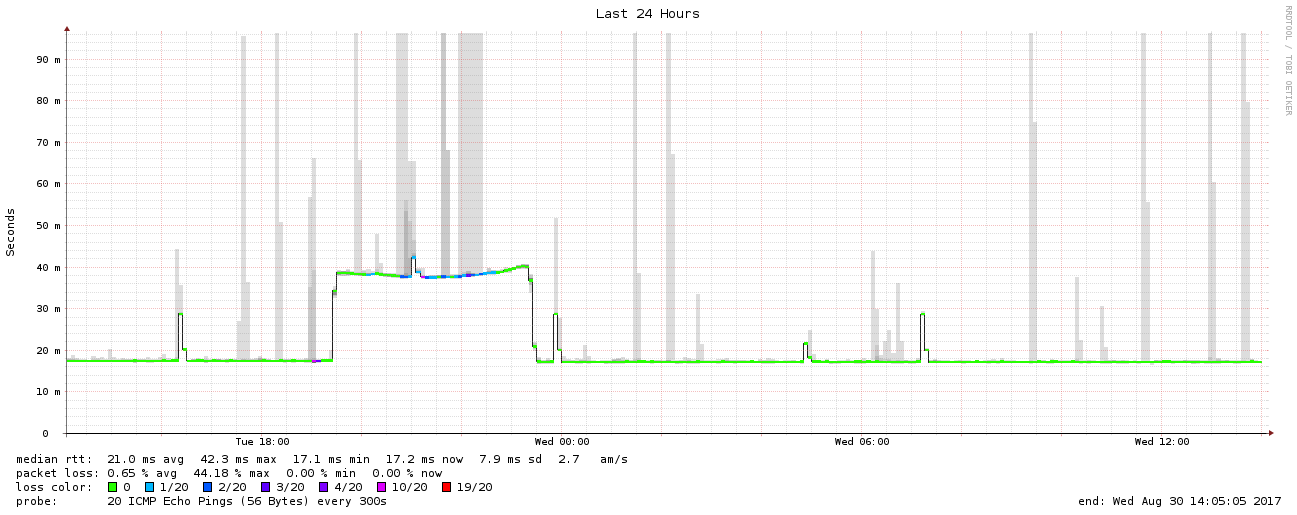 Last 24 Hours
RRDTOOL / TOBI OETIKER
Seconds
90 m
80 m
70 m
60 m
50 m
40 m
30 m
20 m
10 m
0
Tue 18:00 Wed 00:00 Wed 06:00 Wed 12:00
median rtt: 21.0 ms avg 42.3 ms max 17.1 ms min 17.2 ms now 7.9 ms sd 2.7 am/s
packet loss: 0.65 % avg 44.18 % max 0.00 % min 0.00 % now
loss color: 0 1/20 2/20 3/20 4/20 10/20 19/20
probe: 20 ICMP Echo Pings (56 Bytes) every 300s end: Wed Aug 30 14:05:05 2017